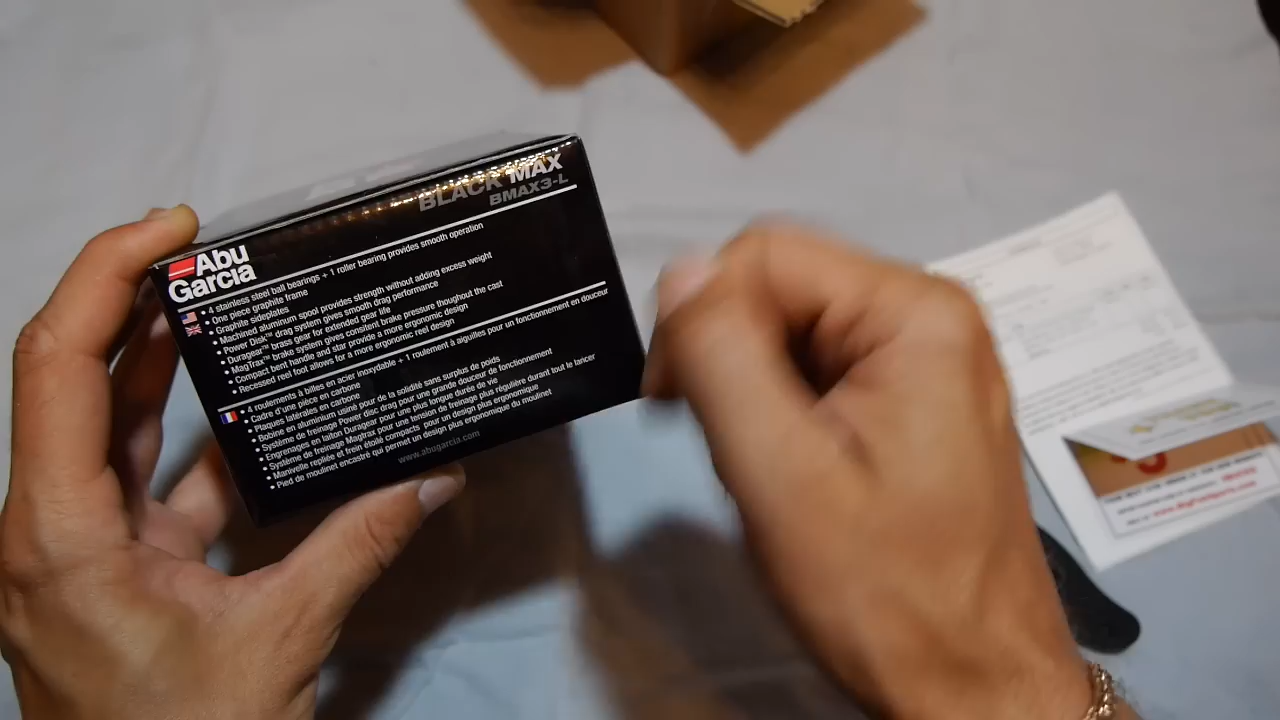 BLACK MAX
BMAX3-L
Abu
Garcia
• 4 stainless steel ball bearings + 1 roller bearing provides smooth operation
• One piece graphite frame
• Graphite sideplates
• Machined aluminum spool provides strength without adding excess weight
• Power Disk™ drag system gives smooth drag performance
• Duragear™ brass gear for extended gear life
• MagTrax™ brake system gives consitent brake pressure thoughout the cast
• Compact bent handle and star provide a more ergonomic design
• Recessed reel foot allows for a more ergonomic reel design
• 4 roulements à billes en acier inoxydable + 1 roulement à aiguilles pour un fonctionnement en douceur
• Cadre d'une pièce en carbone
• Plaques latérales en carbone
• Bobine en aluminium usiné pour de la solidité sans surplus de poids
• Système de freinage Power disc drag pour une grande douceur de fonctionnement
• Engrenages en laiton Duragear pour une plus longue durée de vie
• Système de freinage Magtrax pour une tension de freinage plus régulière durant tout le lancer
• Manivelle repliée et frein étoilé compacts pour un design plus ergonomique
• Pied de moulinet encastré qui permet un design plus ergonomique du moulinet
www.abugarcia.com